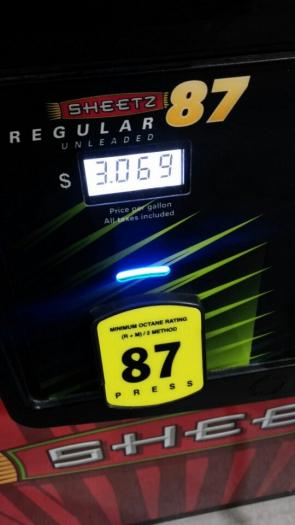 SHEETZ 87
REGULAR
UNLEADED
$ 3.069
Price per gallon
All taxes included
MINIMUM OCTANE RATING
(R + M) / 2 METHOD
87
PRESS
SHEE